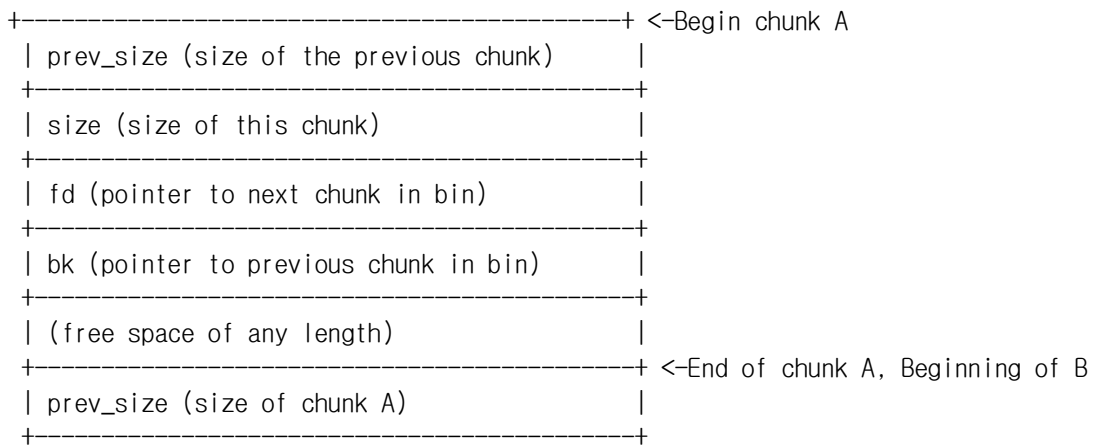 +---------------------------------------------+ <-Begin chunk A
| prev_size (size of the previous chunk) |
+---------------------------------------------+
| size (size of this chunk) |
+---------------------------------------------+
| fd (pointer to next chunk in bin) |
+---------------------------------------------+
| bk (pointer to previous chunk in bin) |
+---------------------------------------------+
| (free space of any length) |
+---------------------------------------------+ <-End of chunk A, Beginning of B
| prev_size (size of chunk A) |
+---------------------------------------------+